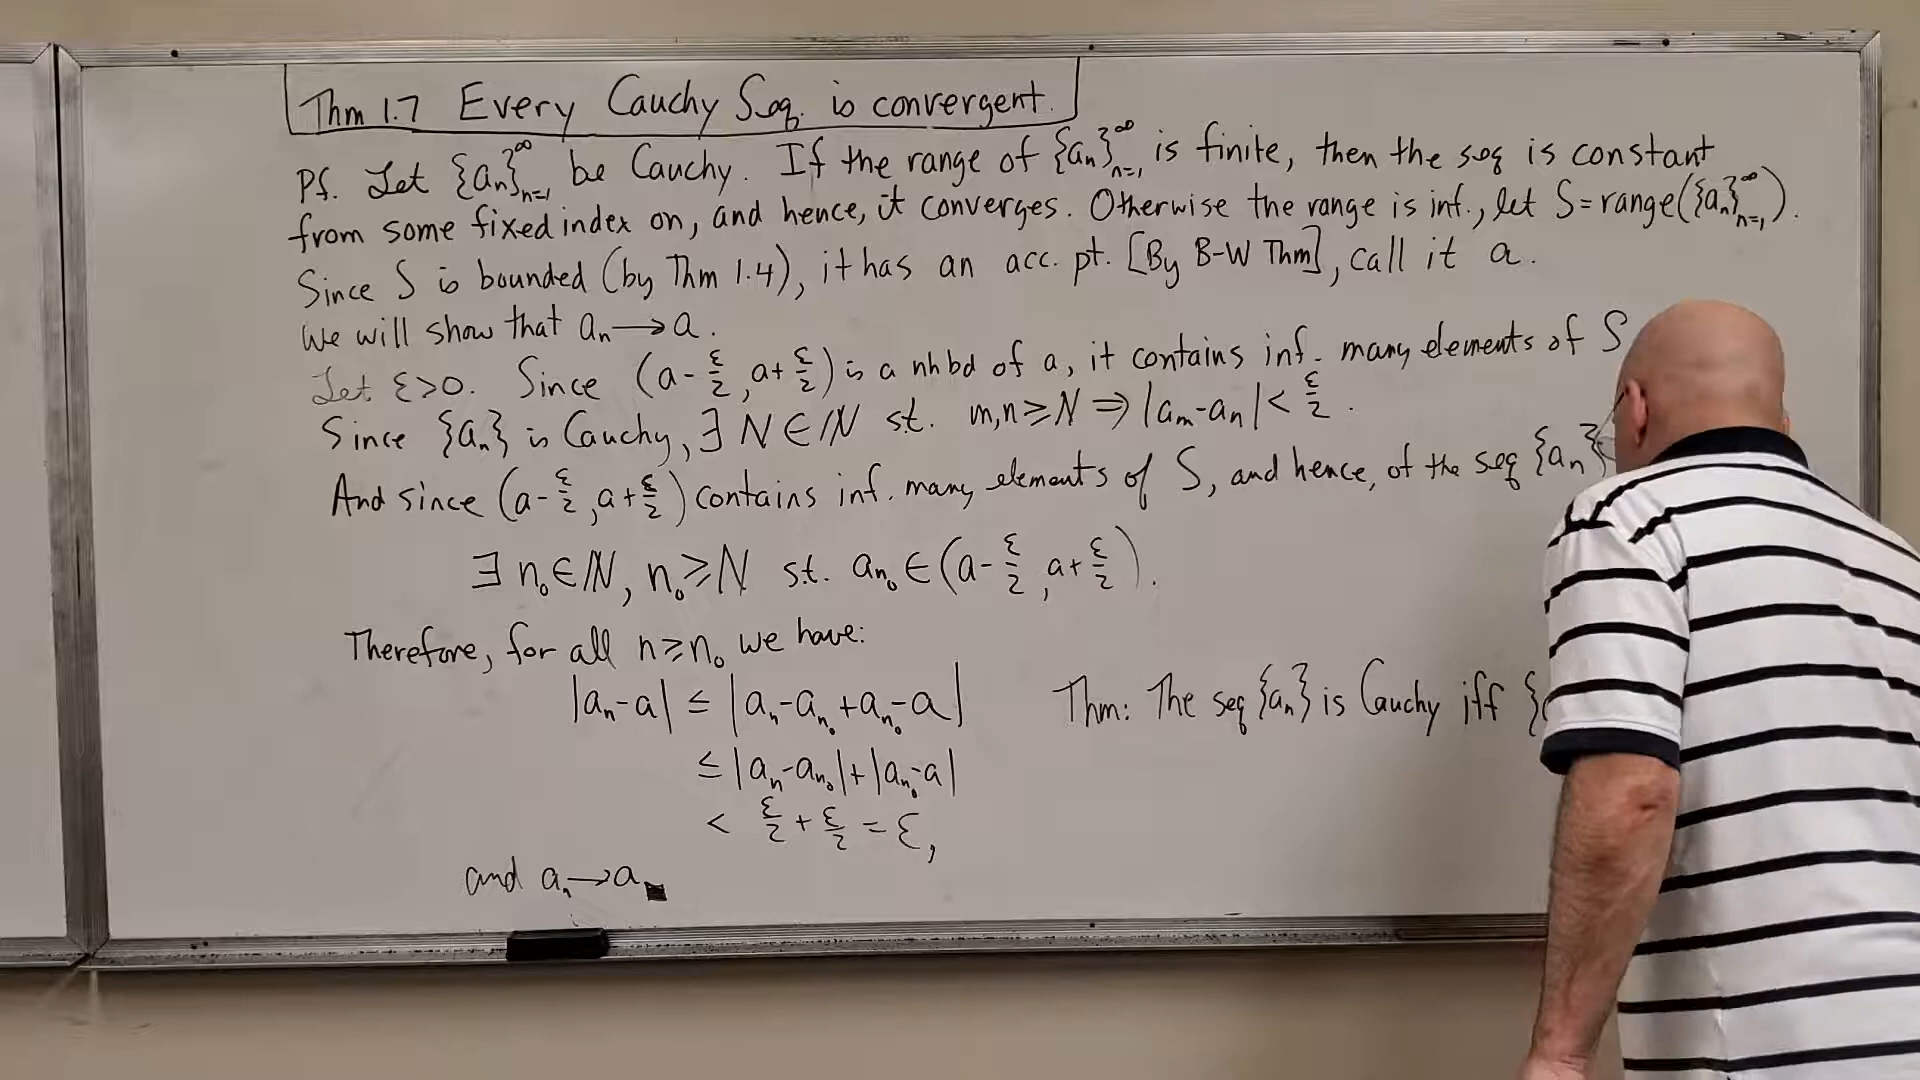 Thm 1.7 Every Cauchy Seq. is convergent.
Pf. Let {aₙ}ₙ₌₁^∞ be Cauchy. If the range of {aₙ}ₙ₌₁^∞ is finite, then the seq is constant
from some fixed index on, and hence, it converges. Otherwise the range is inf., let S = range({aₙ}ₙ₌₁^∞).
Since S is bounded (by Thm 1.4), it has an acc. pt. [By B-W Thm], call it a.
We will show that aₙ → a.
Let ε>0. Since (a - ε/2, a + ε/2) is a nhbd of a, it contains inf. many elements of S
Since {aₙ} is Cauchy, ∃ N ∈ ℕ st. m,n ≥ N ⇒ |aₘ - aₙ| < ε/2.
And since (a - ε/2, a + ε/2) contains inf. many elements of S, and hence, of the seq {aₙ}
∃ n₀ ∈ ℕ, n₀ ≥ N s.t. aₙ₀ ∈ (a - ε/2, a + ε/2).
Therefore, for all n ≥ n₀ we have:
|aₙ - a| ≤ |aₙ - aₙ₀ + aₙ₀ - a|
≤ |aₙ - aₙ₀| + |aₙ₀ - a|
< ε/2 + ε/2 = ε,
and aₙ → a ■
Thm: The seq {aₙ} is Cauchy iff {